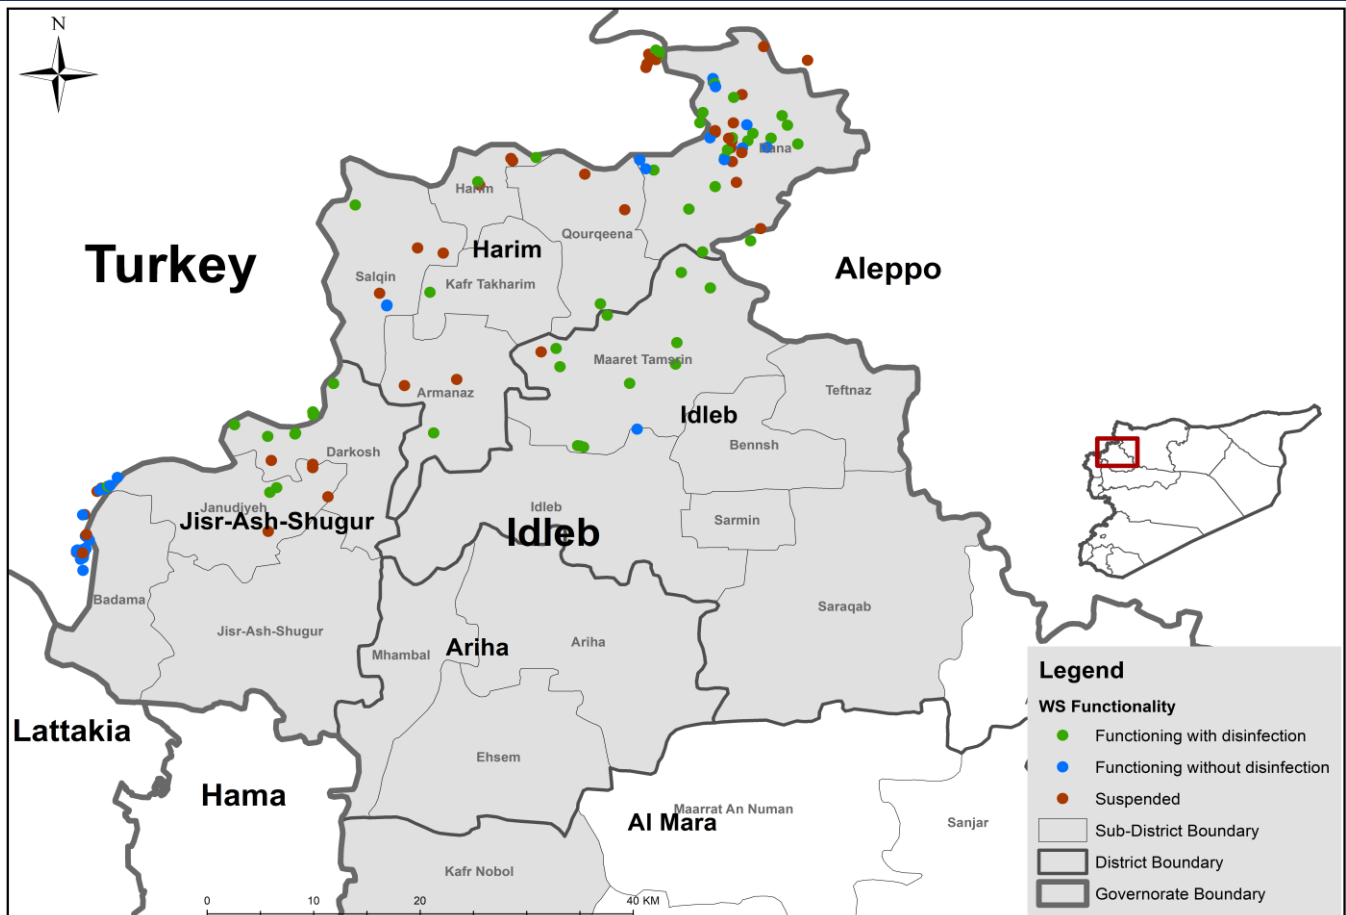 N
Harim
Dana
Turkey
Harim
Qourqeena
Salqin
Kafr Takharim
Aleppo
Maaret Tamsrin
Armanaz
Teftnaz
Idleb
Bennsh
Darkosh
Janudiyeh
Jisr-Ash-Shugur
Idleb
Idleb
Sarmin
Badama
Saraqab
Jisr-Ash-Shugur
Mhambal
Ariha
Ariha
Lattakia
Ehsem
Hama
Maarrat An Numan
Al Mara
Sanjar
Kafr Nobol
0 10 20 40 KM
Legend
WS Functionality
Functioning with disinfection
Functioning without disinfection
Suspended
Sub-District Boundary
District Boundary
Governorate Boundary